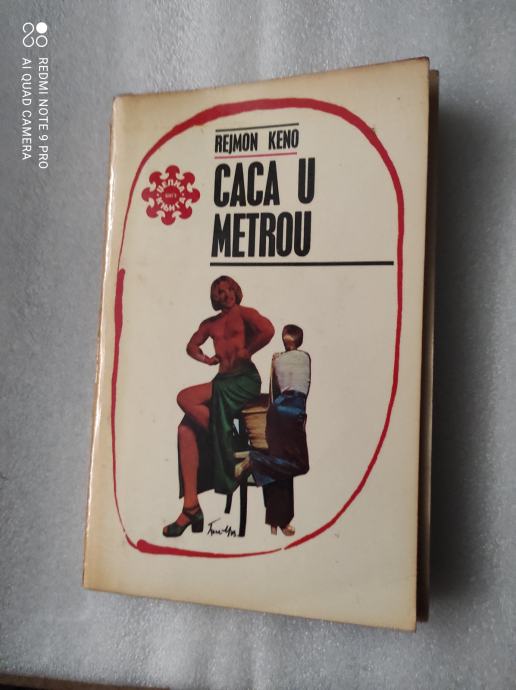 REDMI NOTE 9 PRO
AI QUAD CAMERA
REJMON KENO
CACA U
METROU